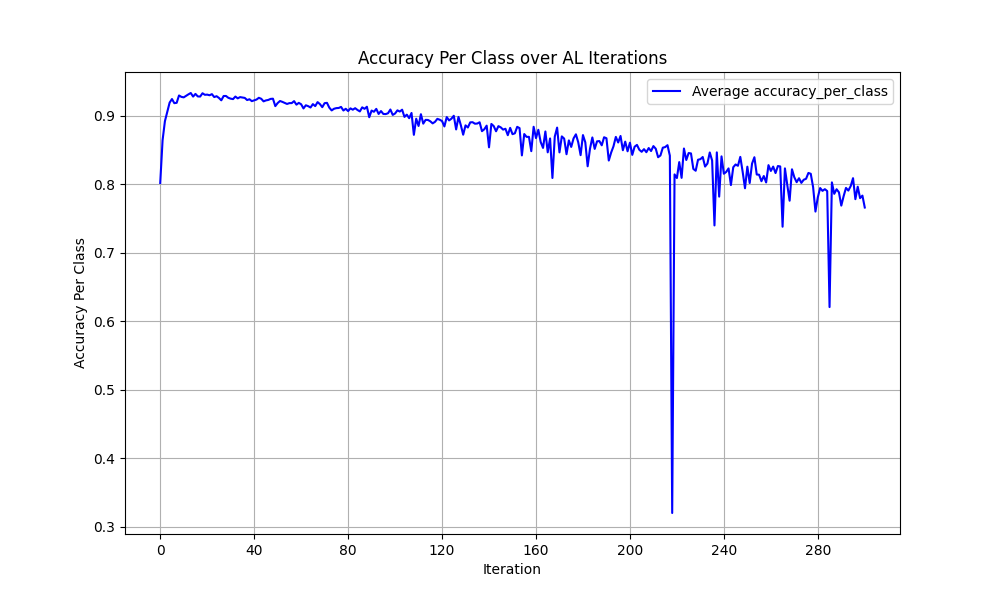 Accuracy Per Class over AL Iterations
Average accuracy_per_class
Accuracy Per Class
0.9
0.8
0.7
0.6
0.5
0.4
0.3
0 40 80 120 160 200 240 280
Iteration